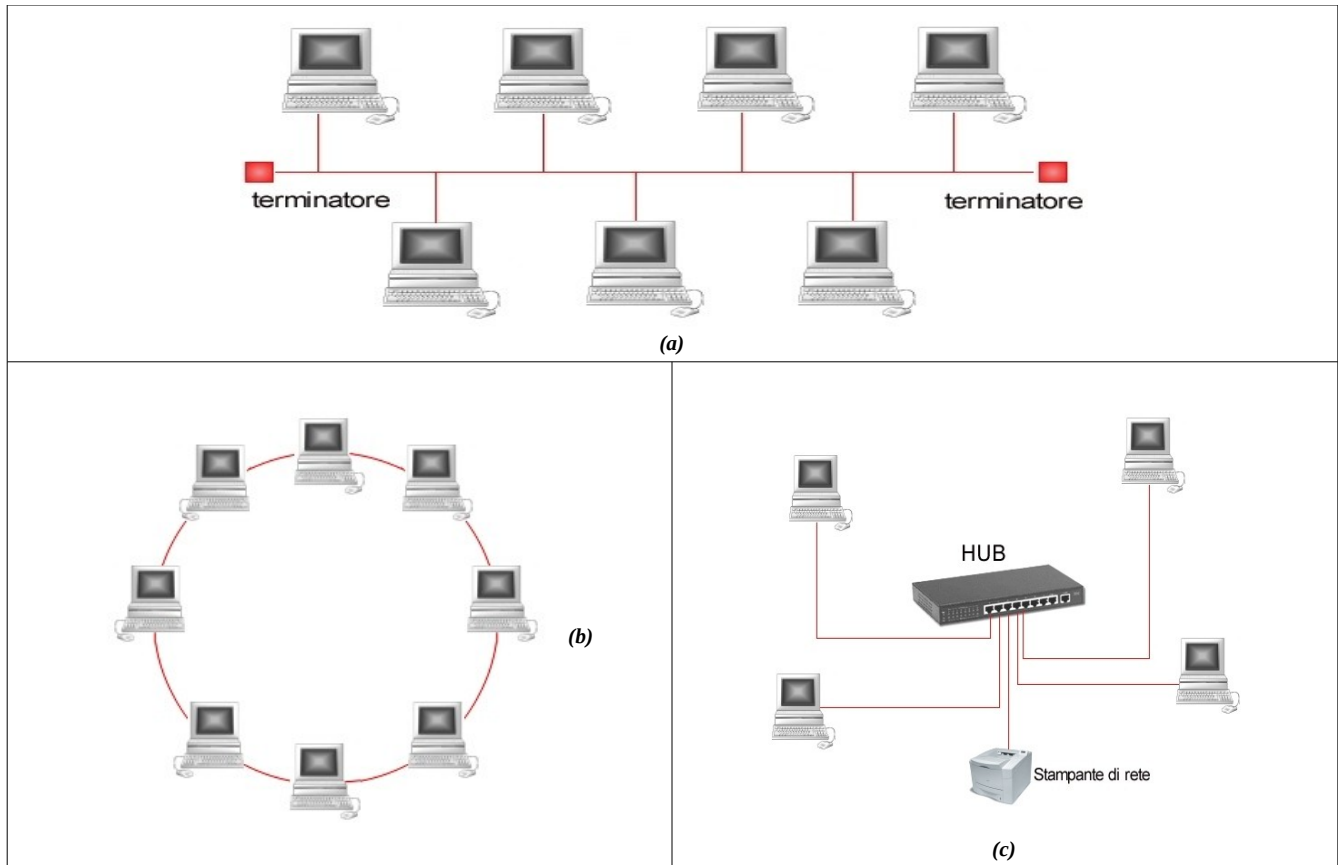 terminatore
terminatore
(a)
(b)
HUB
Stampante di rete
(c)